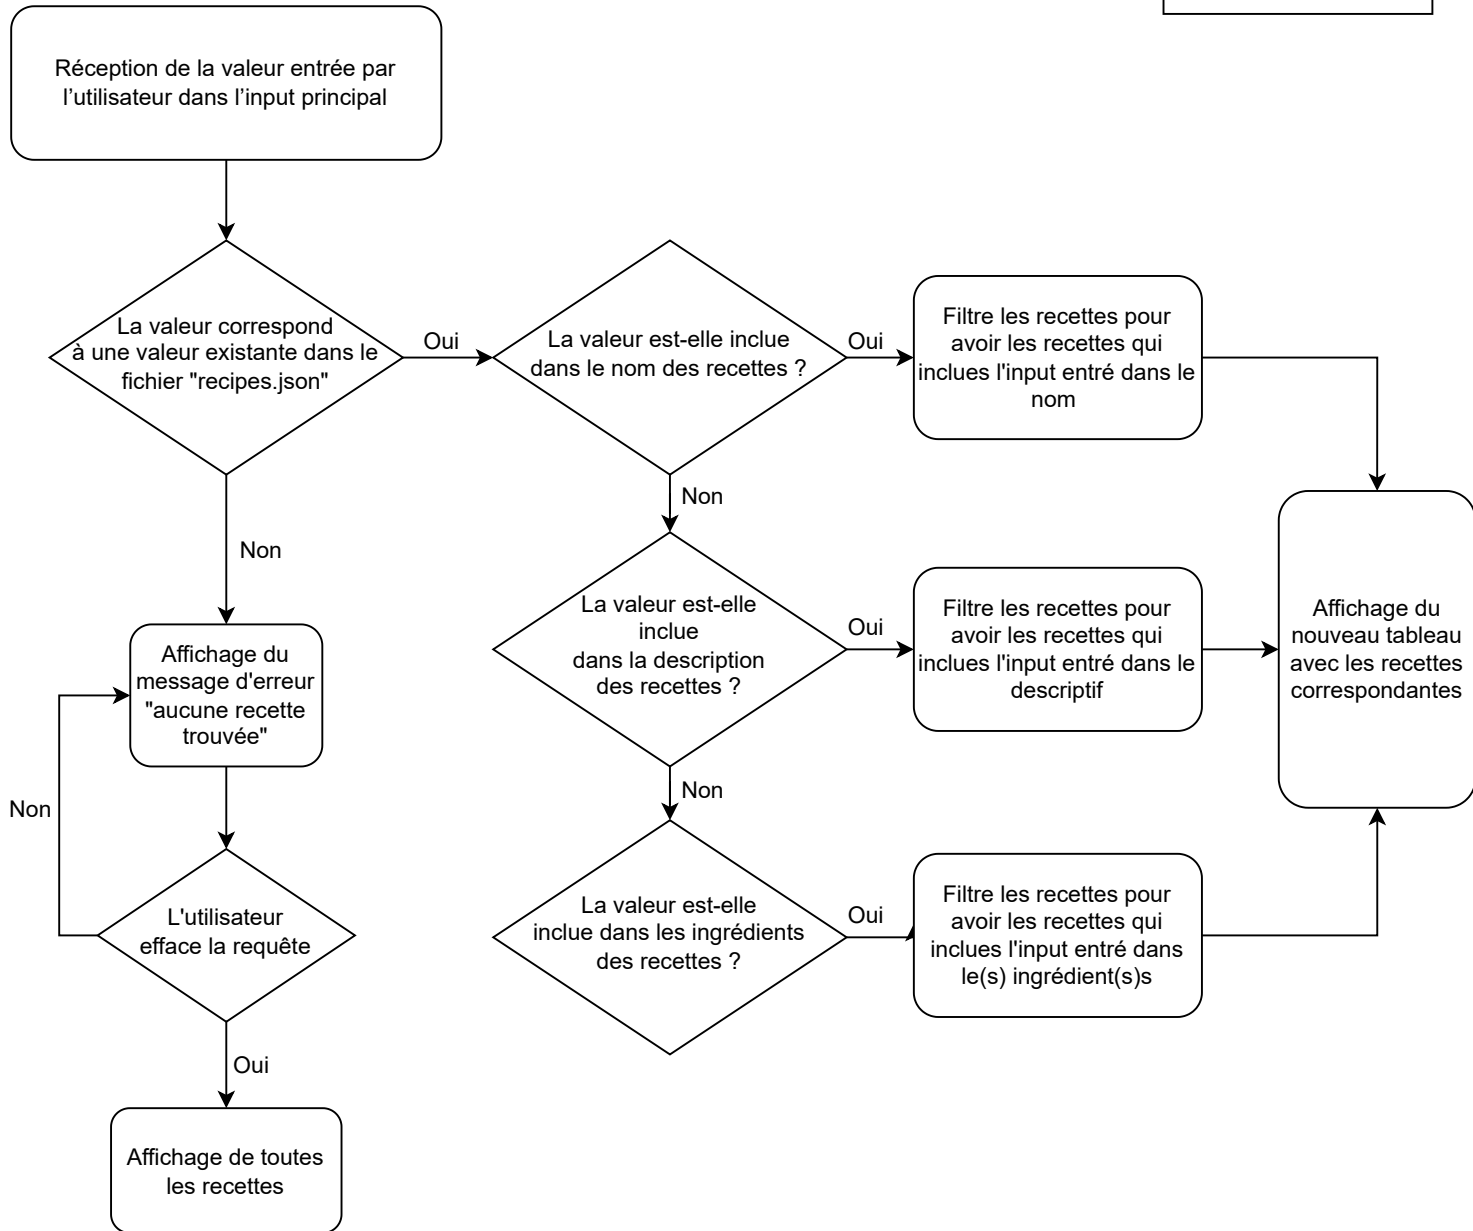 Réception de la valeur entrée par
l’utilisateur dans l’input principal
La valeur correspond
à une valeur existante dans le
fichier "recipes.json"
Oui
La valeur est-elle inclue
dans le nom des recettes ?
Oui
Filtre les recettes pour
avoir les recettes qui
inclues l'input entré dans le
nom
Non
Non
La valeur est-elle
inclue
dans la description
des recettes ?
Oui
Filtre les recettes pour
avoir les recettes qui
inclues l'input entré dans le
descriptif
Affichage du
nouveau tableau
avec les recettes
correspondantes
Affichage du
message d'erreur
"aucune recette
trouvée"
Non
Non
La valeur est-elle
inclue dans les ingrédients
des recettes ?
Oui
Filtre les recettes pour
avoir les recettes qui
inclues l'input entré dans
le(s) ingrédient(s)s
L'utilisateur
efface la requête
Oui
Affichage de toutes
les recettes